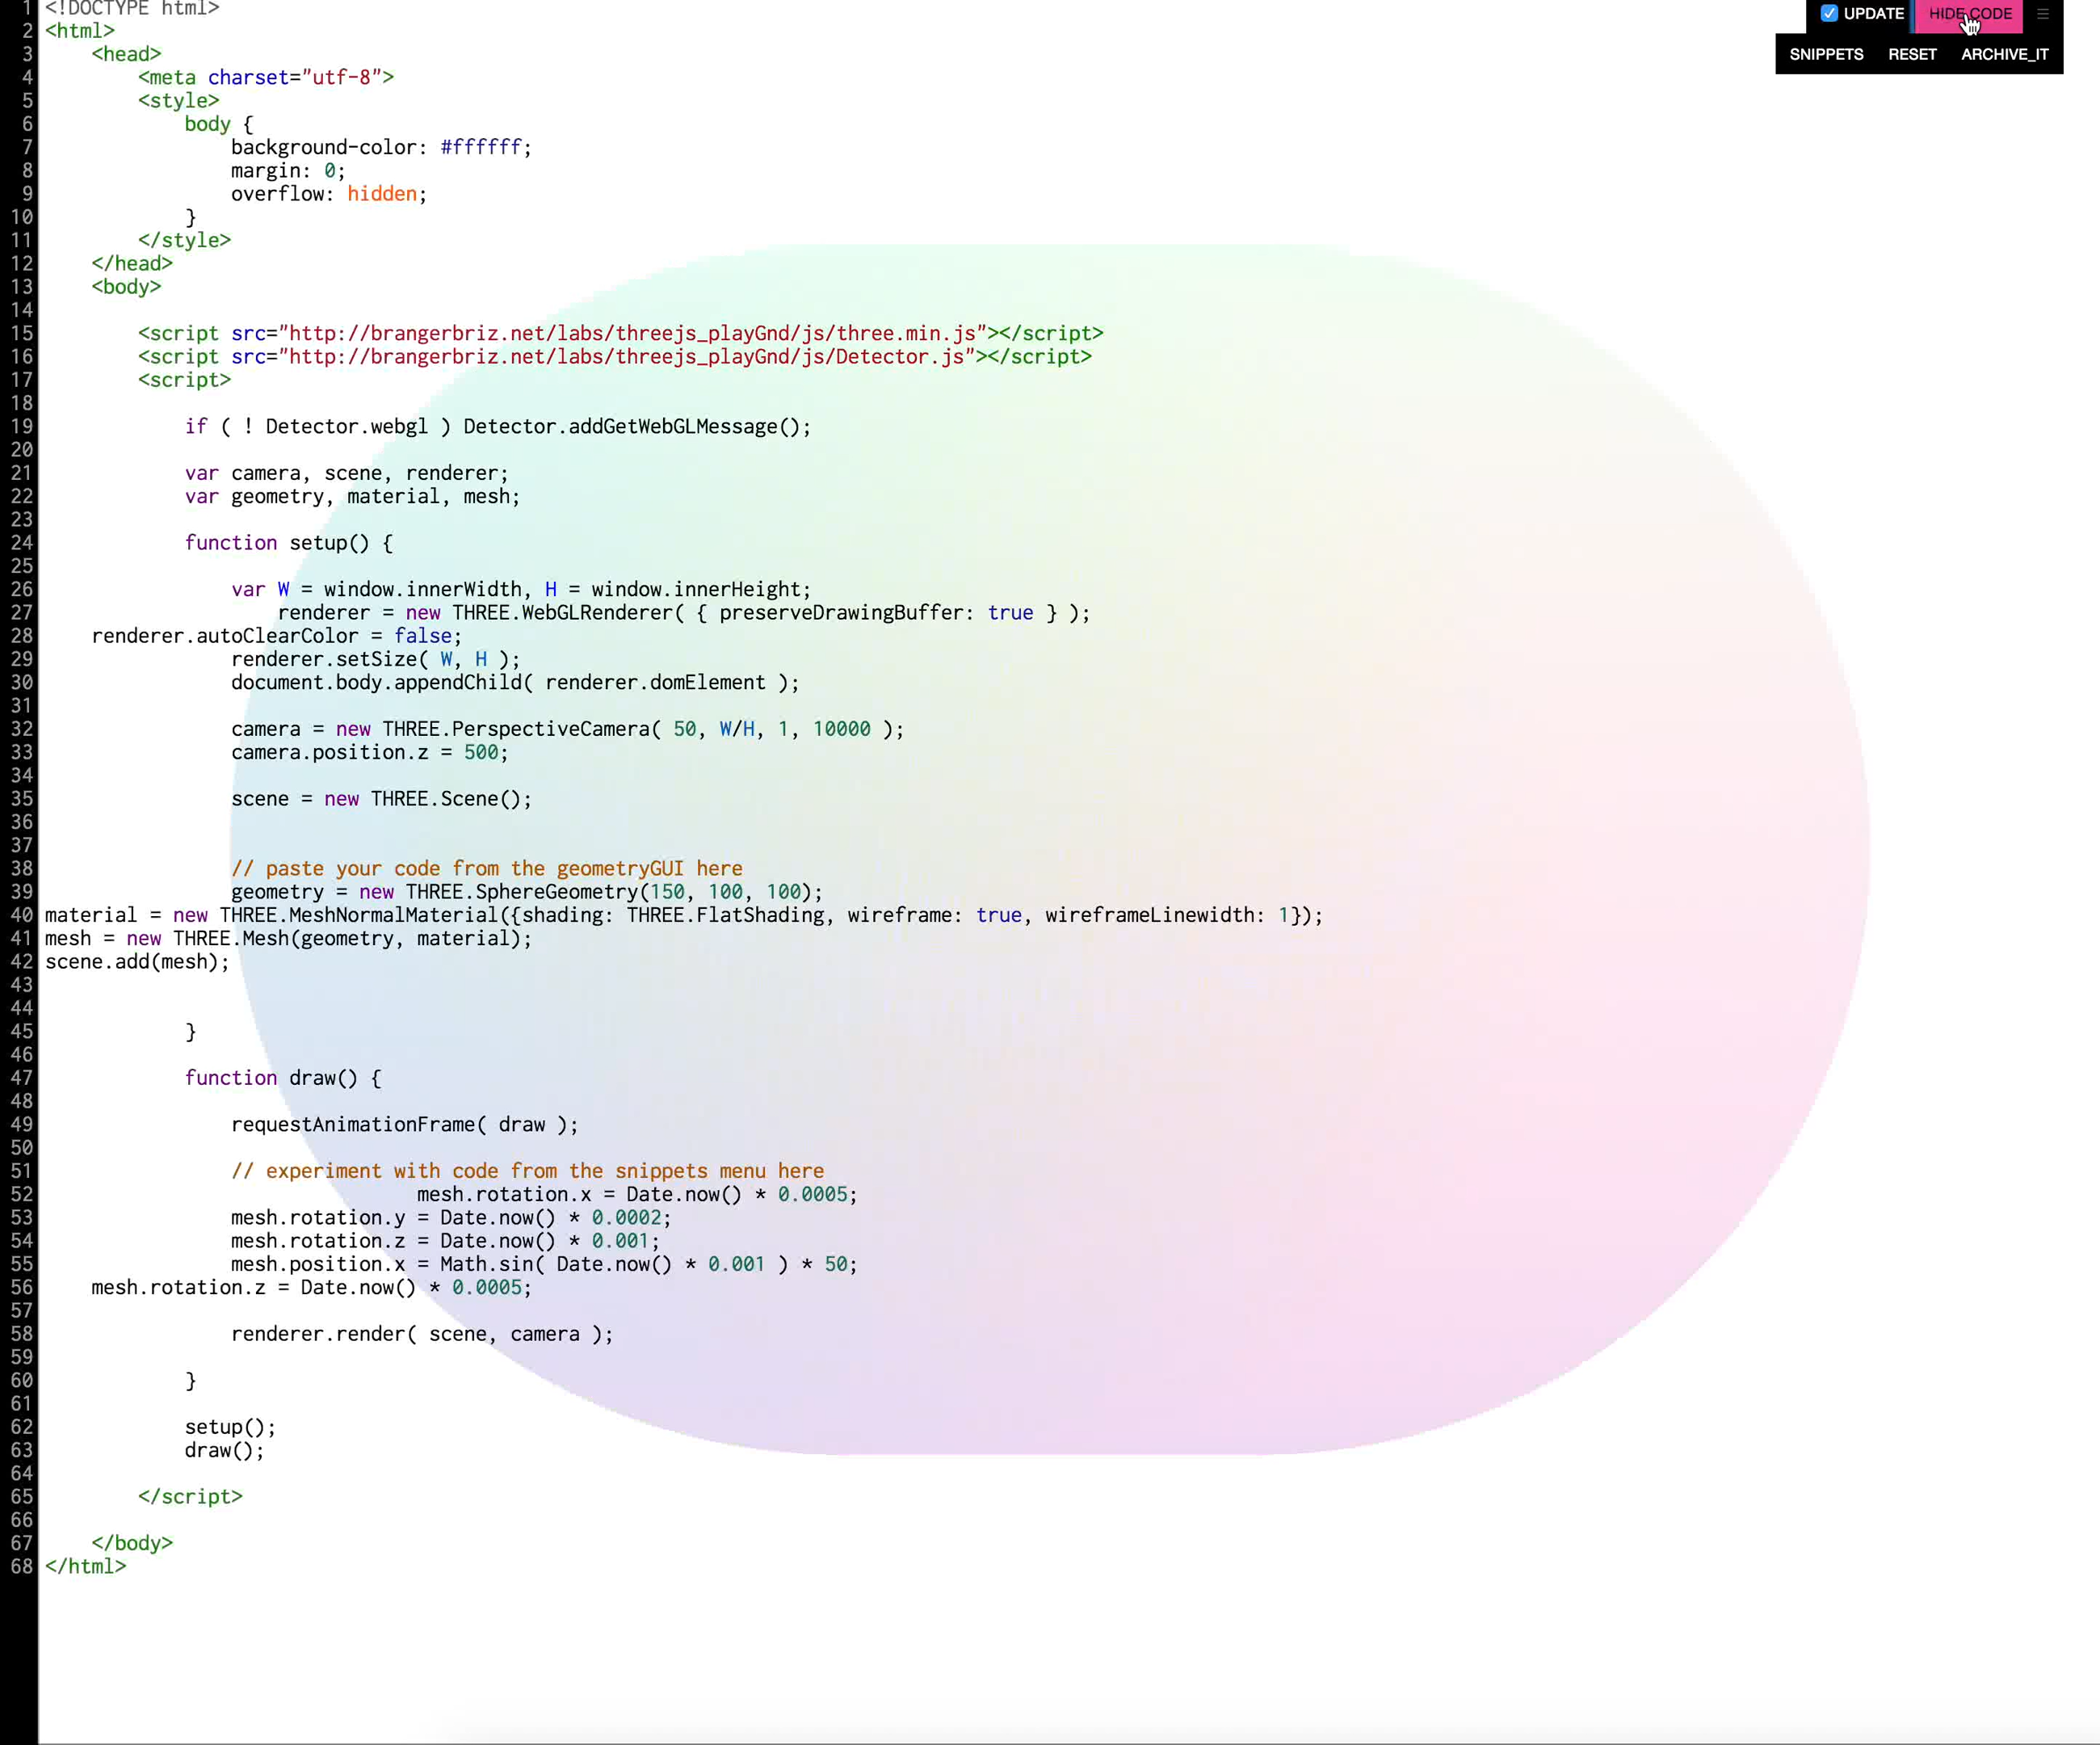 1 <!DOCTYPE html>
2 <html>
3     <head>
4         <meta charset="utf-8">
5         <style>
6             body {
7                 background-color: #ffffff;
8                 margin: 0;
9                 overflow: hidden;
10             }
11         </style>
12     </head>
13     <body>
14
15         <script src="http://brangerbriz.net/labs/threejs_playGnd/js/three.min.js"></script>
16         <script src="http://brangerbriz.net/labs/threejs_playGnd/js/Detector.js"></script>
17         <script>
18
19             if ( ! Detector.webgl ) Detector.addGetWebGLMessage();
20
21             var camera, scene, renderer;
22             var geometry, material, mesh;
23
24             function setup() {
25
26                 var W = window.innerWidth, H = window.innerHeight;
27                     renderer = new THREE.WebGLRenderer( { preserveDrawingBuffer: true } );
28     renderer.autoClearColor = false;
29                 renderer.setSize( W, H );
30                 document.body.appendChild( renderer.domElement );
31
32                 camera = new THREE.PerspectiveCamera( 50, W/H, 1, 10000 );
33                 camera.position.z = 500;
34
35                 scene = new THREE.Scene();
36
37
38                 // paste your code from the geometryGUI here
39                 geometry = new THREE.SphereGeometry(150, 100, 100);
40 material = new THREE.MeshNormalMaterial({shading: THREE.FlatShading, wireframe: true, wireframeLinewidth: 1});
41 mesh = new THREE.Mesh(geometry, material);
42 scene.add(mesh);
43
44
45             }
46
47             function draw() {
48
49                 requestAnimationFrame( draw );
50
51                 // experiment with code from the snippets menu here
52                                 mesh.rotation.x = Date.now() * 0.0005;
53                 mesh.rotation.y = Date.now() * 0.0002;
54                 mesh.rotation.z = Date.now() * 0.001;
55                 mesh.position.x = Math.sin( Date.now() * 0.001 ) * 50;
56     mesh.rotation.z = Date.now() * 0.0005;
57
58                 renderer.render( scene, camera );
59
60             }
61
62             setup();
63             draw();
64
65         </script>
66
67     </body>
68 </html>
UPDATE HIDE CODE
SNIPPETS RESET ARCHIVE_IT